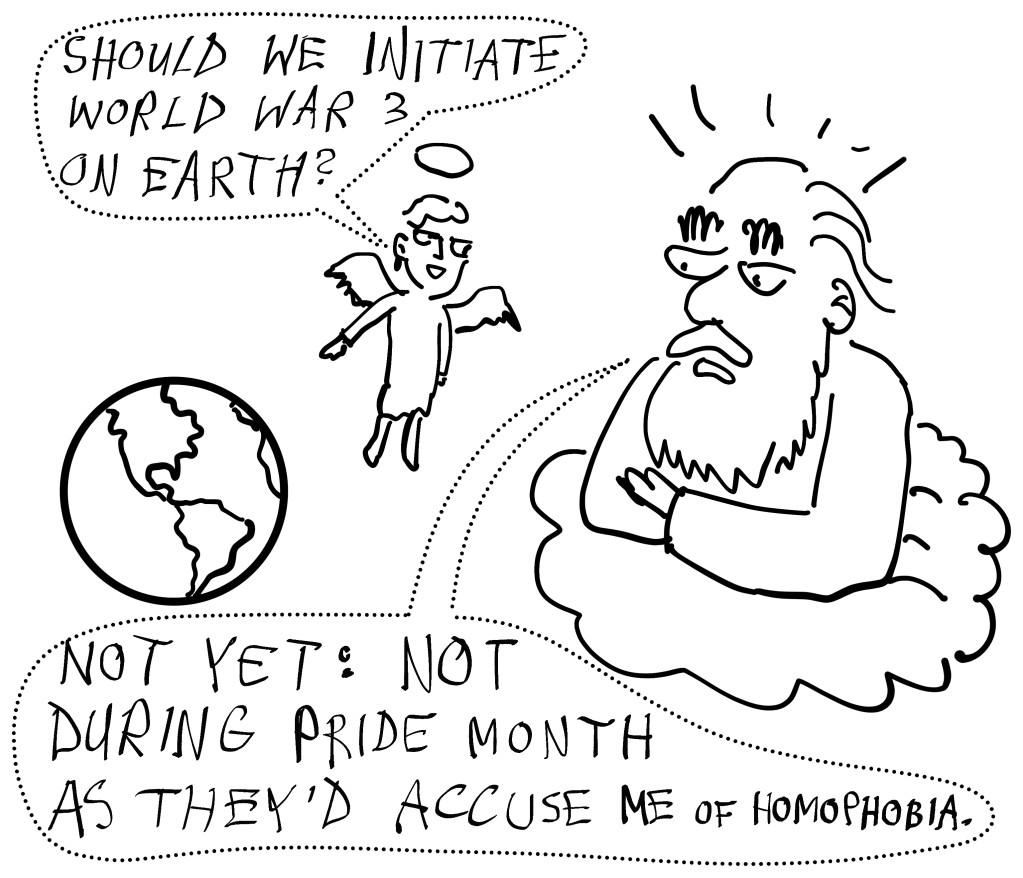 SHOULD WE INITIATE
WORLD WAR 3
ON EARTH?
NOT YET: NOT
DURING PRIDE MONTH
AS THEY'D ACCUSE ME OF HOMOPHOBIA.